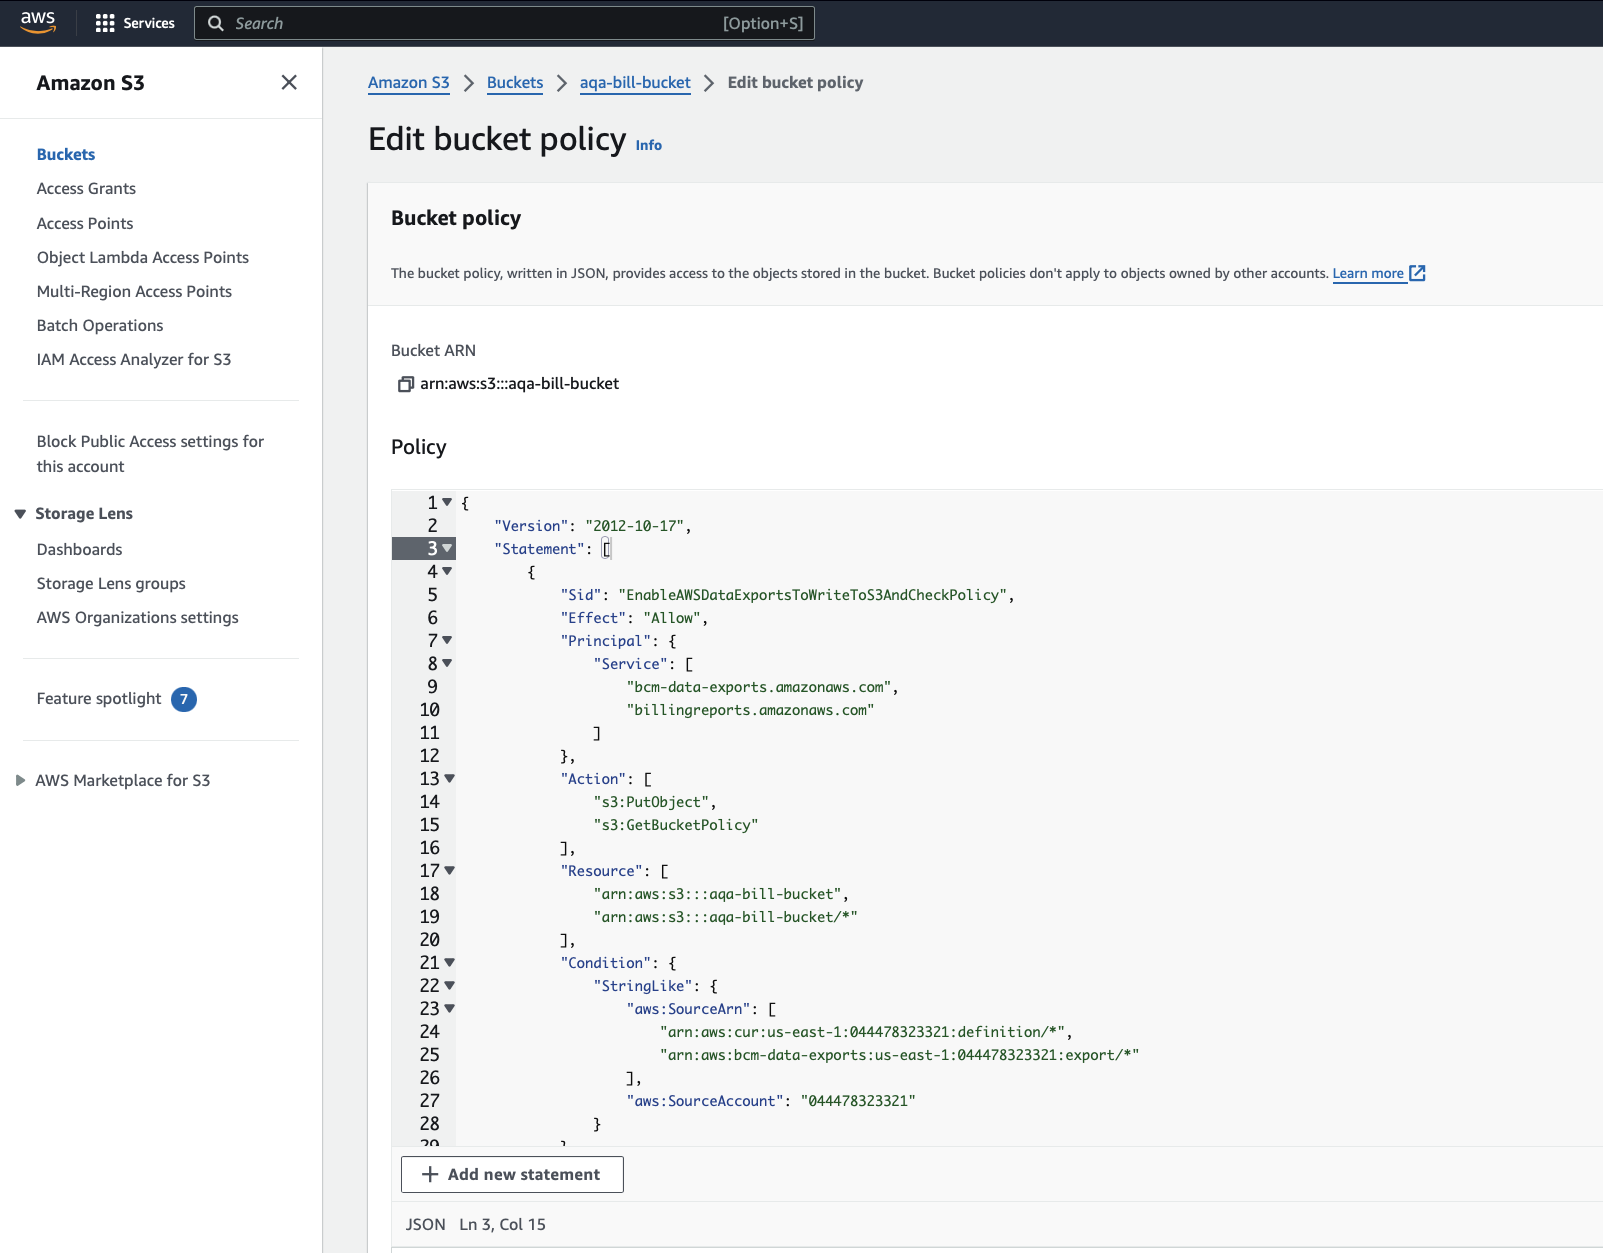 aws
Services
Search
[Option+S]
Amazon S3
Buckets
Access Grants
Access Points
Object Lambda Access Points
Multi-Region Access Points
Batch Operations
IAM Access Analyzer for S3
Block Public Access settings for
this account
Storage Lens
Dashboards
Storage Lens groups
AWS Organizations settings
Feature spotlight 7
AWS Marketplace for S3
Amazon S3 > Buckets > aqa-bill-bucket > Edit bucket policy
Edit bucket policy Info
Bucket policy
The bucket policy, written in JSON, provides access to the objects stored in the bucket. Bucket policies don't apply to objects owned by other accounts. Learn more
Bucket ARN
arn:aws:s3:::aqa-bill-bucket
Policy
1 {
2 "Version": "2012-10-17",
3 "Statement": [
4 {
5 "Sid": "EnableAWSDataExportsToWriteToS3AndCheckPolicy",
6 "Effect": "Allow",
7 "Principal": {
8 "Service": [
9 "bcm-data-exports.amazonaws.com",
10 "billingreports.amazonaws.com"
11 ]
12 },
13 "Action": [
14 "s3:PutObject",
15 "s3:GetBucketPolicy"
16 ],
17 "Resource": [
18 "arn:aws:s3:::aqa-bill-bucket",
19 "arn:aws:s3:::aqa-bill-bucket/*"
20 ],
21 "Condition": {
22 "StringLike": {
23 "aws:SourceArn": [
24 "arn:aws:cur:us-east-1:044478323321:definition/*",
25 "arn:aws:bcm-data-exports:us-east-1:044478323321:export/*"
26 ],
27 "aws:SourceAccount": "044478323321"
28 }
29 }
+ Add new statement
JSON Ln 3, Col 15